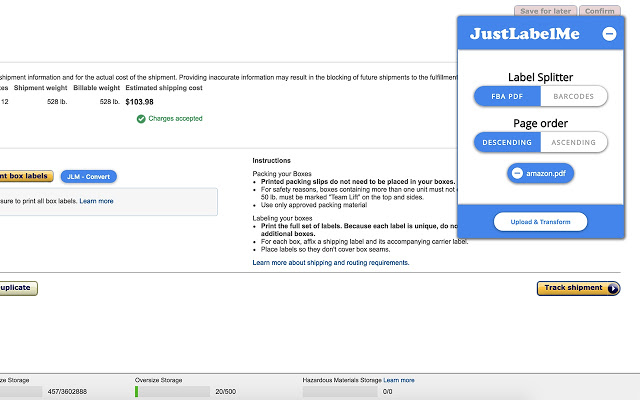 Save for later
Confirm
JustLabelMe
Label Splitter
FBA PDF
BARCODES
Page order
DESCENDING
ASCENDING
amazon.pdf
Upload & Transform
shipment information and for the actual cost of the shipment. Providing inaccurate information may result in the blocking of future shipments to the fulfillment
Shipment weight
Billable weight
Estimated shipping cost
12
528 lb.
528 lb.
$103.98
Charges accepted
box labels
JLM - Convert
sure to print all box labels. Learn more
Instructions
Packing your Boxes
• Printed packing slips do not need to be placed in your boxes.
• For safety reasons, boxes containing more than one unit must not
50 lb. must be marked "Team Lift" on the top and sides.
• Use only approved packing material
Labeling your boxes
• Print the full set of labels. Because each label is unique, do
additional boxes.
• For each box, affix a shipping label and its accompanying carrier label.
• Place labels so they don't cover box seams.
Learn more about shipping and routing requirements.
uplicate
Track shipment
ze Storage
457/3602888
Oversize Storage
20/500
Hazardous Materials Storage Learn more
0/0